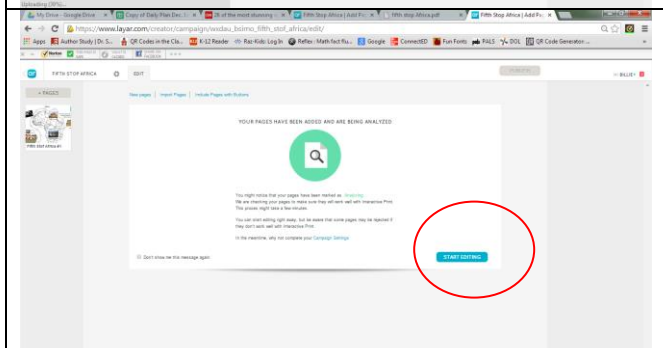 Uploading (30%)...
My Drive - Google Drive
Copy of Daily Plan Dec
28 of the most stunning
Fifth Stop Africa | Add Fi
fifth stop Africa.pdf
Fifth Stop Africa | Add Fi
https://www.layar.com/creator/campaign/
Apps
Author Study | Dr. S...
QR Codes in the Cla...
K-12 Reader
Raz-Kids: Log In
Reflex : Math fact flu...
Google
ConnectED
Fun Fonts
PALS
DOL
QR Code Generator-...
Norton
FIFTH STOP AFRICA
EDIT
PUBLISH
+ PAGES
New pages | Import Pages | Include Pages with Buttons
YOUR PAGES HAVE BEEN ADDED AND ARE BEING ANALYZED
You might notice that your pages have been marked as Analyzing.
We are checking your pages to make sure they will work well with Interactive Print.
This process might take a few minutes.
You can start editing right away, but be aware that some pages may be rejected if
they don't work well with Interactive Print.
In the meantime, why not complete your Campaign Settings
Don't show me this message again
START EDITING